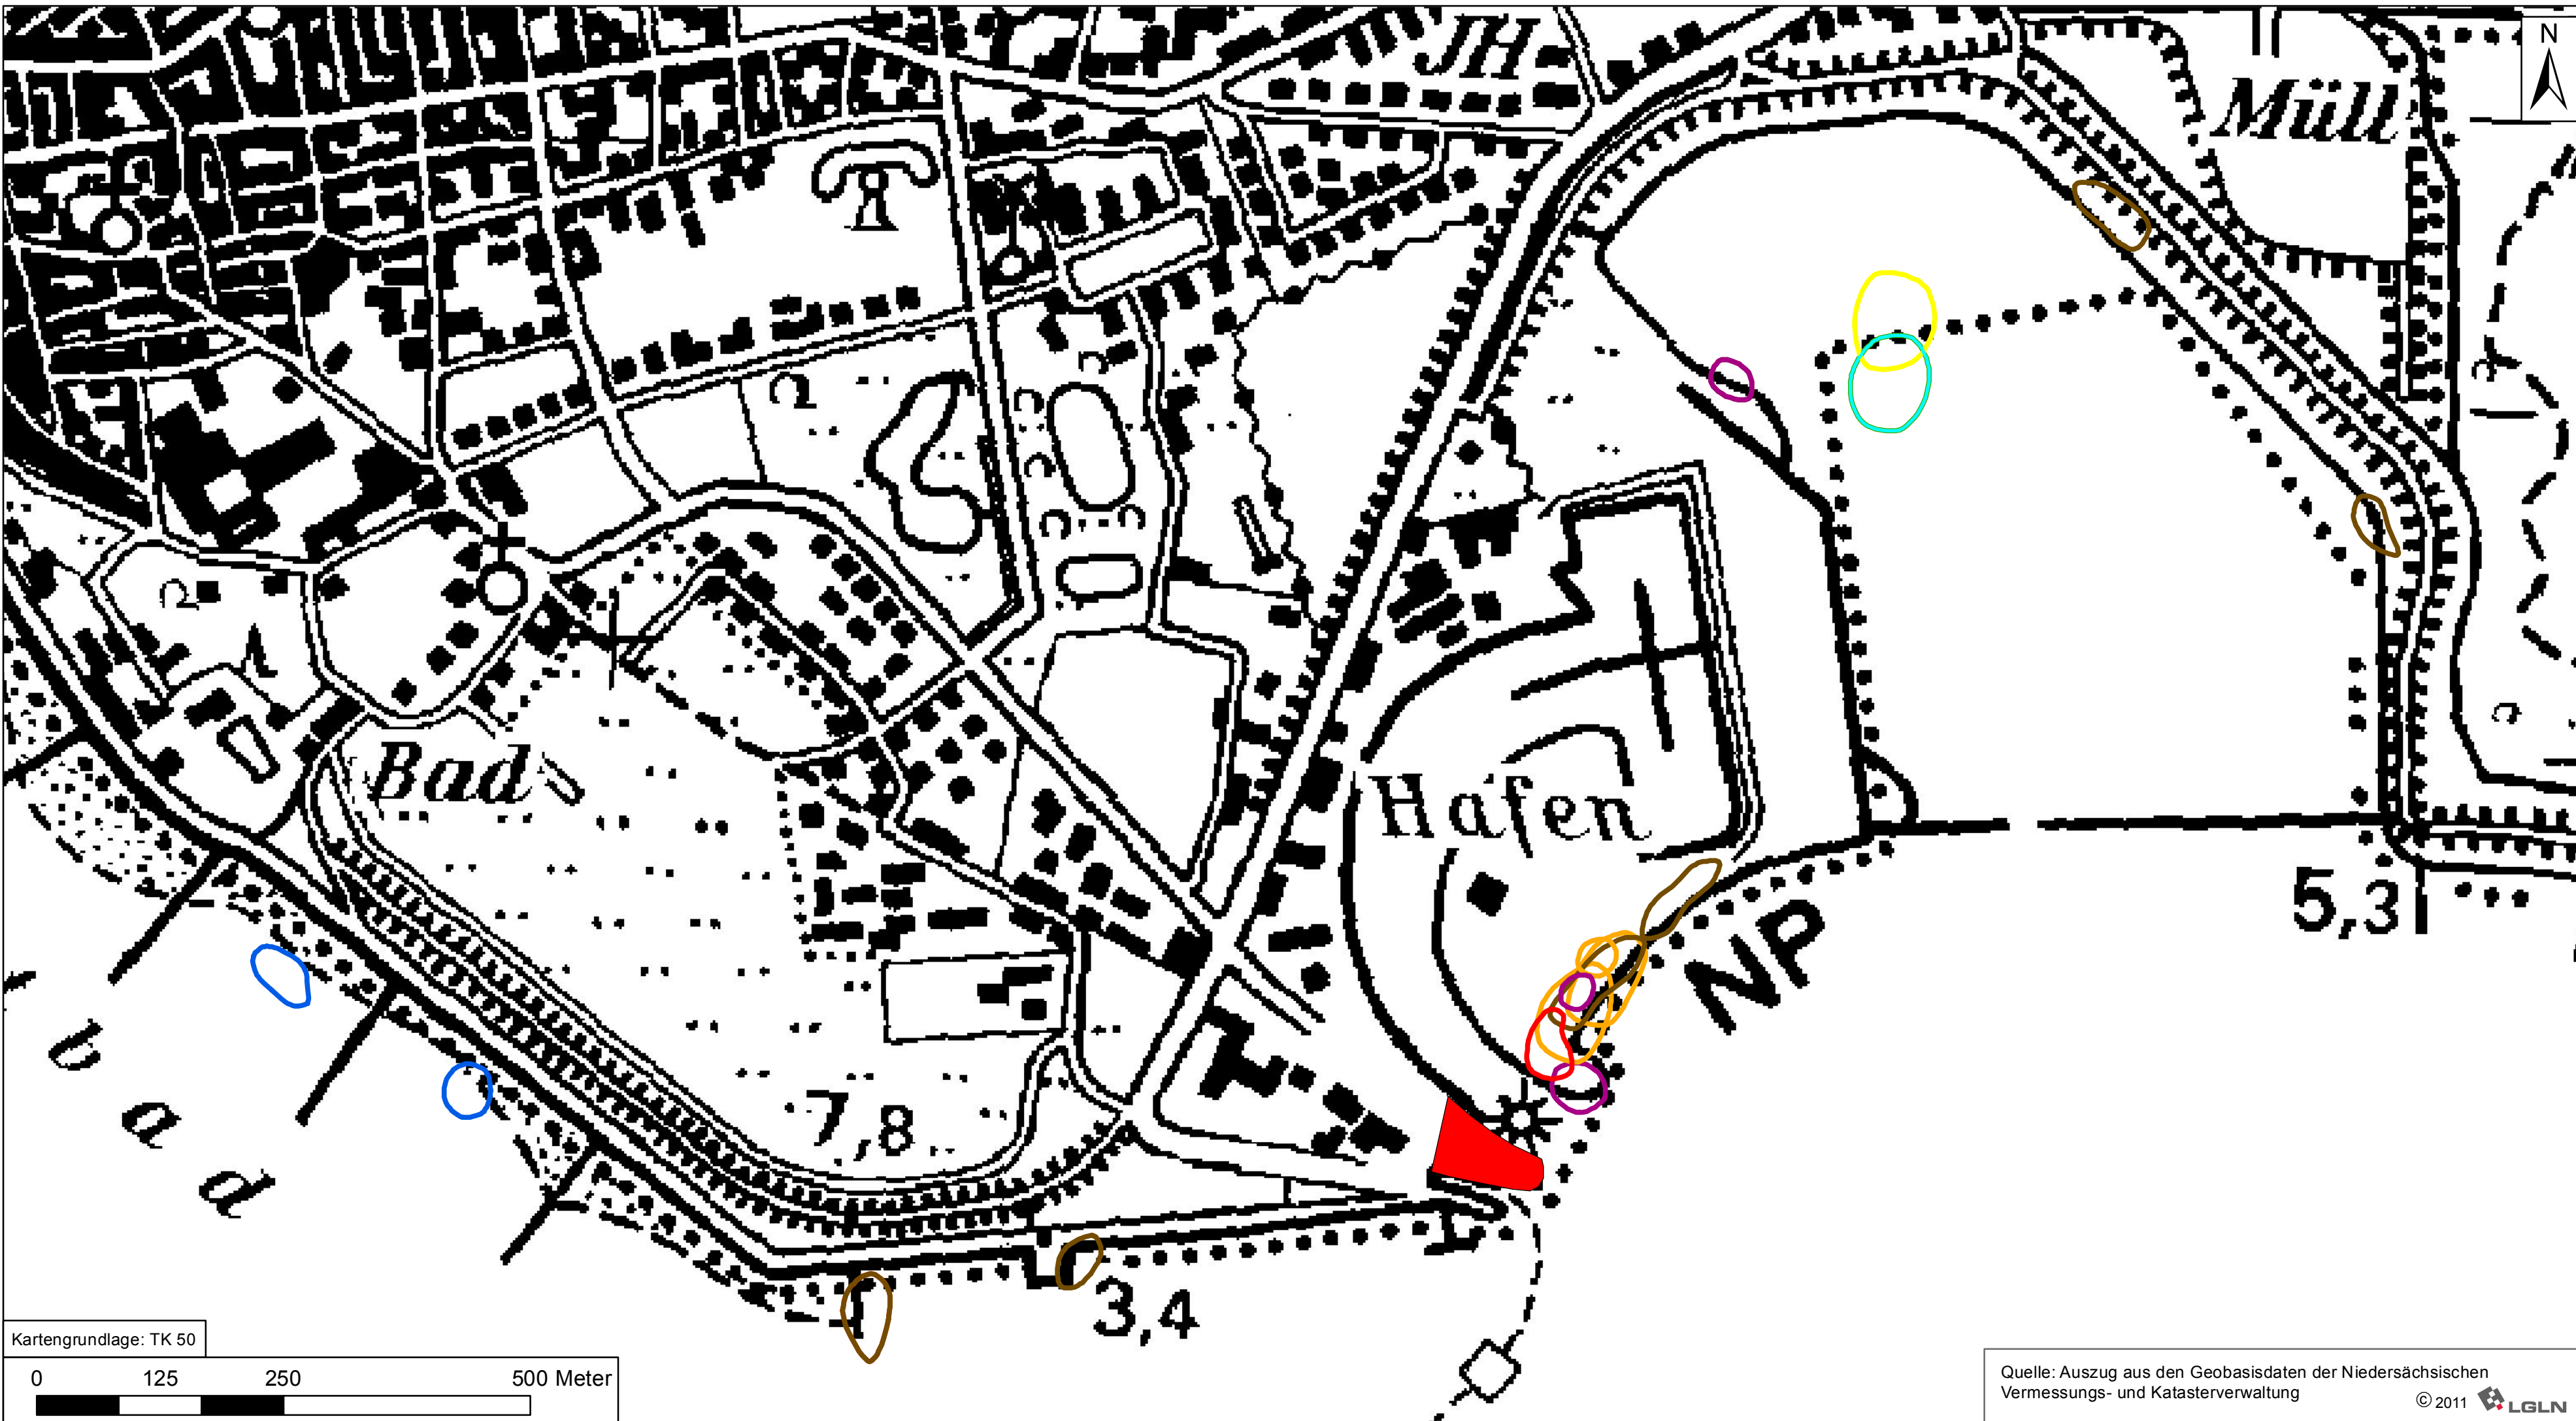 JH
Müll
N
Bad
Hafen
5,3
NP
bad
7,8
3,4
Kartengrundlage: TK 50
0 125 250 500 Meter
Quelle: Auszug aus den Geobasisdaten der Niedersächsischen
Vermessungs- und Katasterverwaltung
© 2011 LGLN